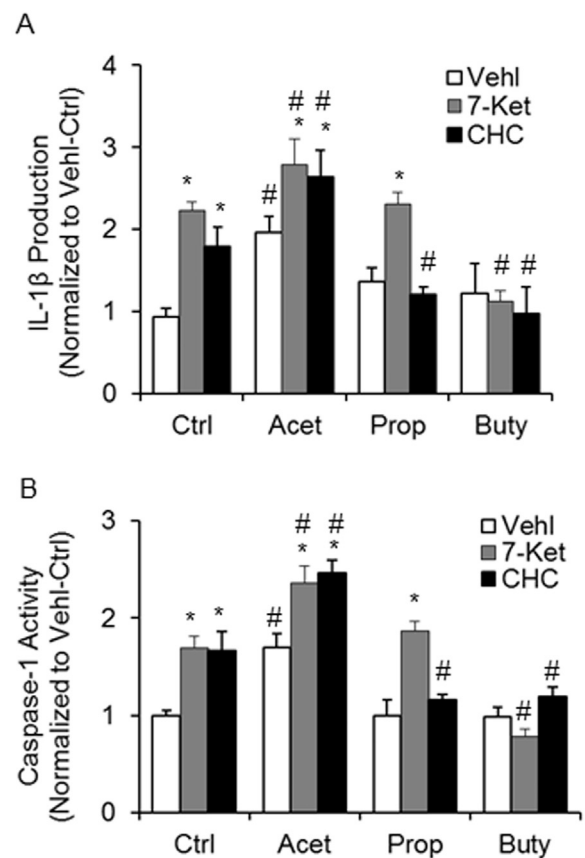 A
IL-1β Production
(Normalized to Vehl-Ctrl)
4
3
2
1
0
Vehl
7-Ket
CHC
* * # # # * * * # # #
Ctrl Acet Prop Buty
B
Caspase-1 Activity
(Normalized to Vehl-Ctrl)
3
2
1
0
Vehl
7-Ket
CHC
* * # # # * * * # # #
Ctrl Acet Prop Buty